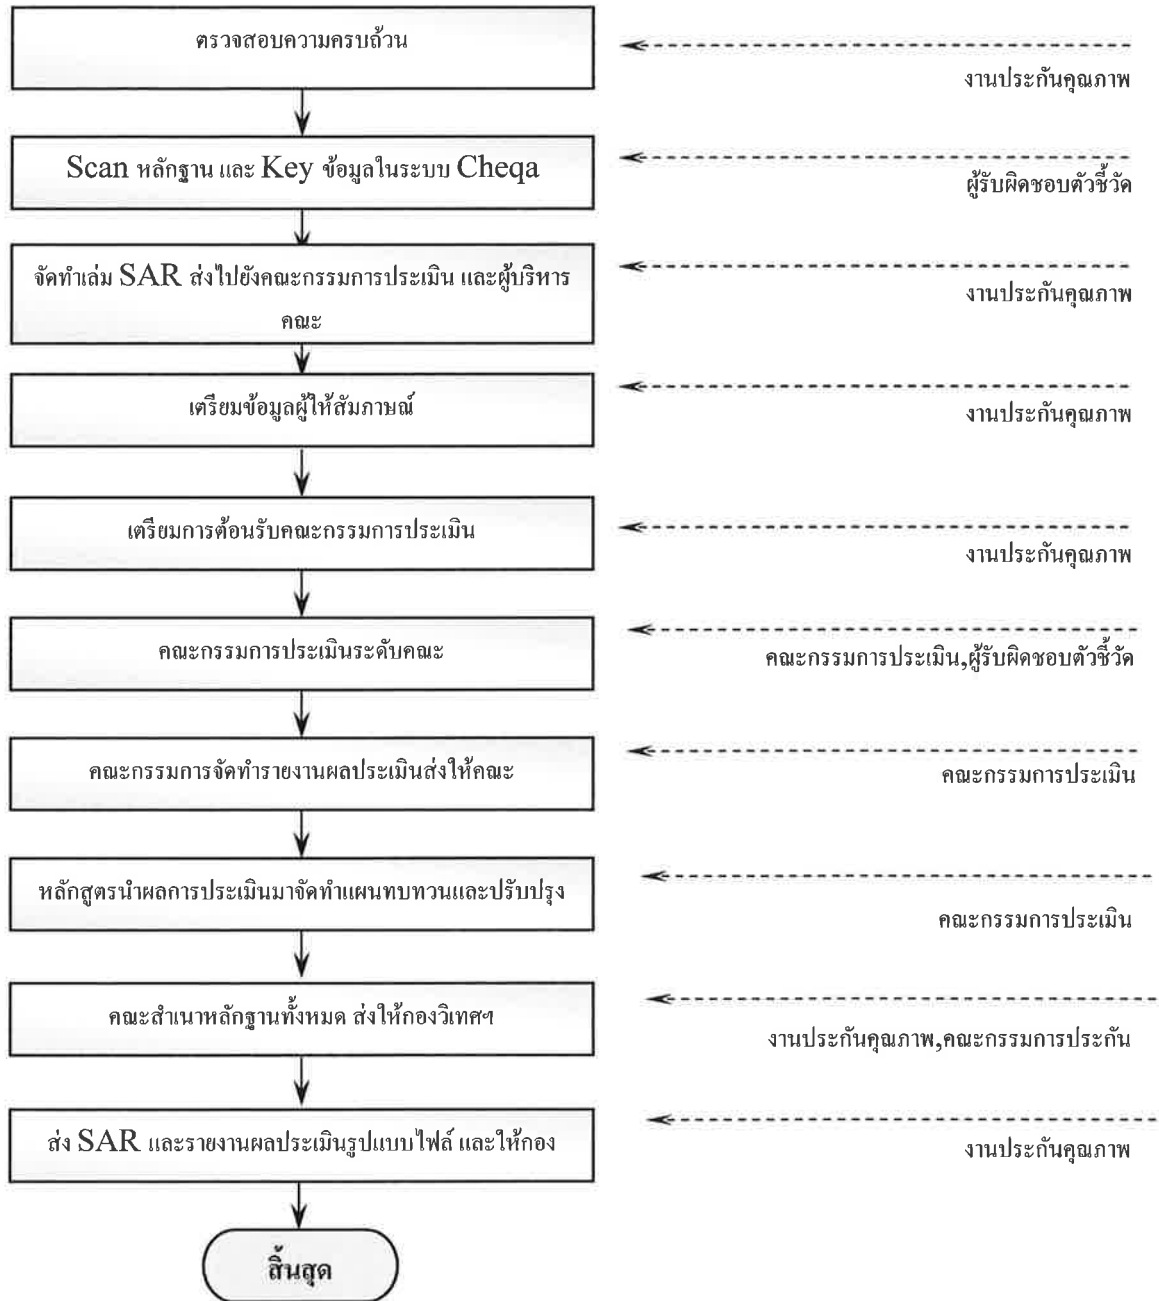 ตรวจสอบความครบถ้วน
งานประกันคุณภาพ
Scan หลักฐาน และ Key ข้อมูลในระบบ Cheqa
ผู้รับผิดชอบตัวชี้วัด
จัดทำเล่ม SAR ส่งไปยังคณะกรรมการประเมิน และผู้บริหาร
คณะ
งานประกันคุณภาพ
เตรียมข้อมูลผู้ให้สัมภาษณ์
งานประกันคุณภาพ
เตรียมการต้อนรับคณะกรรมการประเมิน
งานประกันคุณภาพ
คณะกรรมการประเมินระดับคณะ
คณะกรรมการประเมิน,ผู้รับผิดชอบตัวชี้วัด
คณะกรรมการจัดทำรายงานผลประเมินส่งให้คณะ
คณะกรรมการประเมิน
หลักสูตรนำผลการประเมินมาจัดทำแผนทบทวนและปรับปรุง
คณะกรรมการประเมิน
คณะสำเนาหลักฐานทั้งหมด ส่งให้กองวิเทศฯ
งานประกันคุณภาพ,คณะกรรมการประกัน
ส่ง SAR และรายงานผลประเมินรูปแบบไฟล์ และให้กอง
งานประกันคุณภาพ
สิ้นสุด